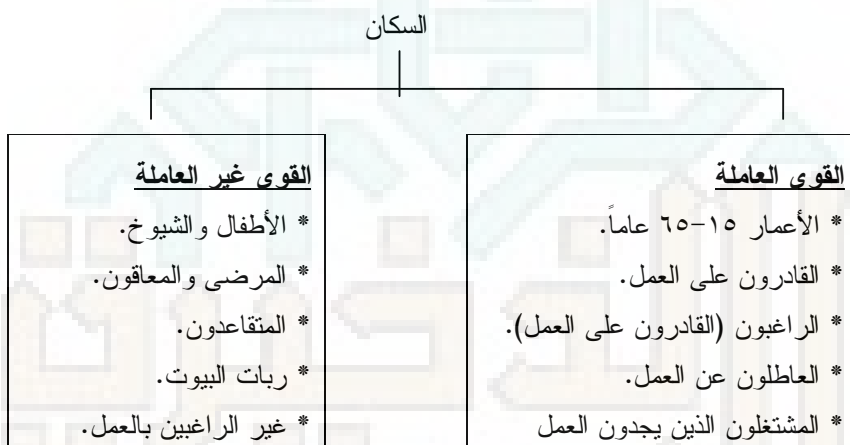 السكان
القوى العاملة
* الأعمار ١٥-٦٥ عاماً.
* القادرون على العمل.
* الراغبون (القادرون على العمل).
* العاطلون عن العمل.
* المشتغلون الذين يجدون العمل
القوى غير العاملة
* الأطفال والشيوخ.
* المرضى والمعاقون.
* المتقاعدون.
* ربات البيوت.
* غير الراغبين بالعمل.